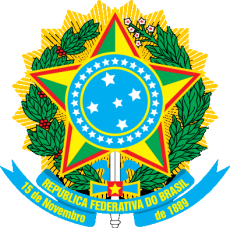 REPÚBLICA FEDERATIVA DO BRASIL
15 de Novembro de 1889